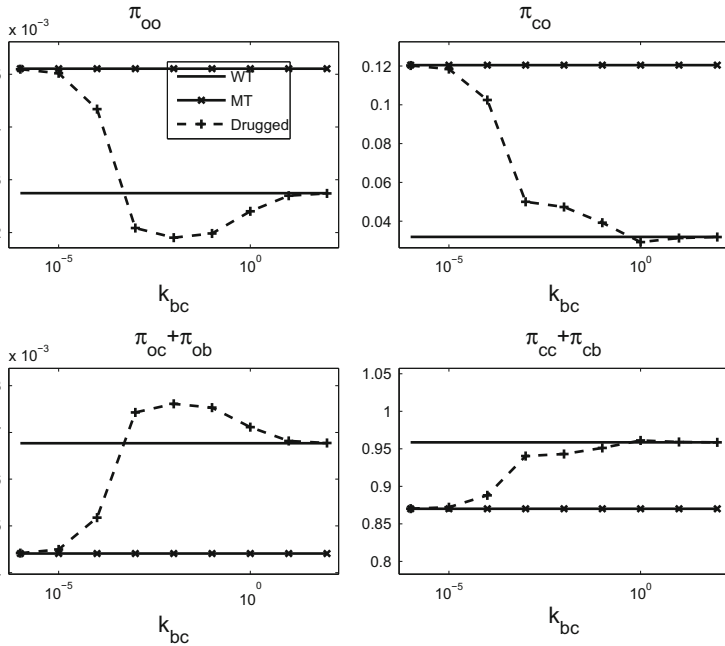 x 10⁻³
π_oo
π_co
WT
MT
Drugged
2
0.12
0.1
0.08
0.06
0.04
10⁻⁵
10⁰
10⁻⁵
10⁰
k_bc
k_bc
x 10⁻³
π_oc+π_ob
π_cc+π_cb
1.05
1
0.95
0.9
0.85
0.8
10⁻⁵
10⁰
10⁻⁵
10⁰
k_bc
k_bc